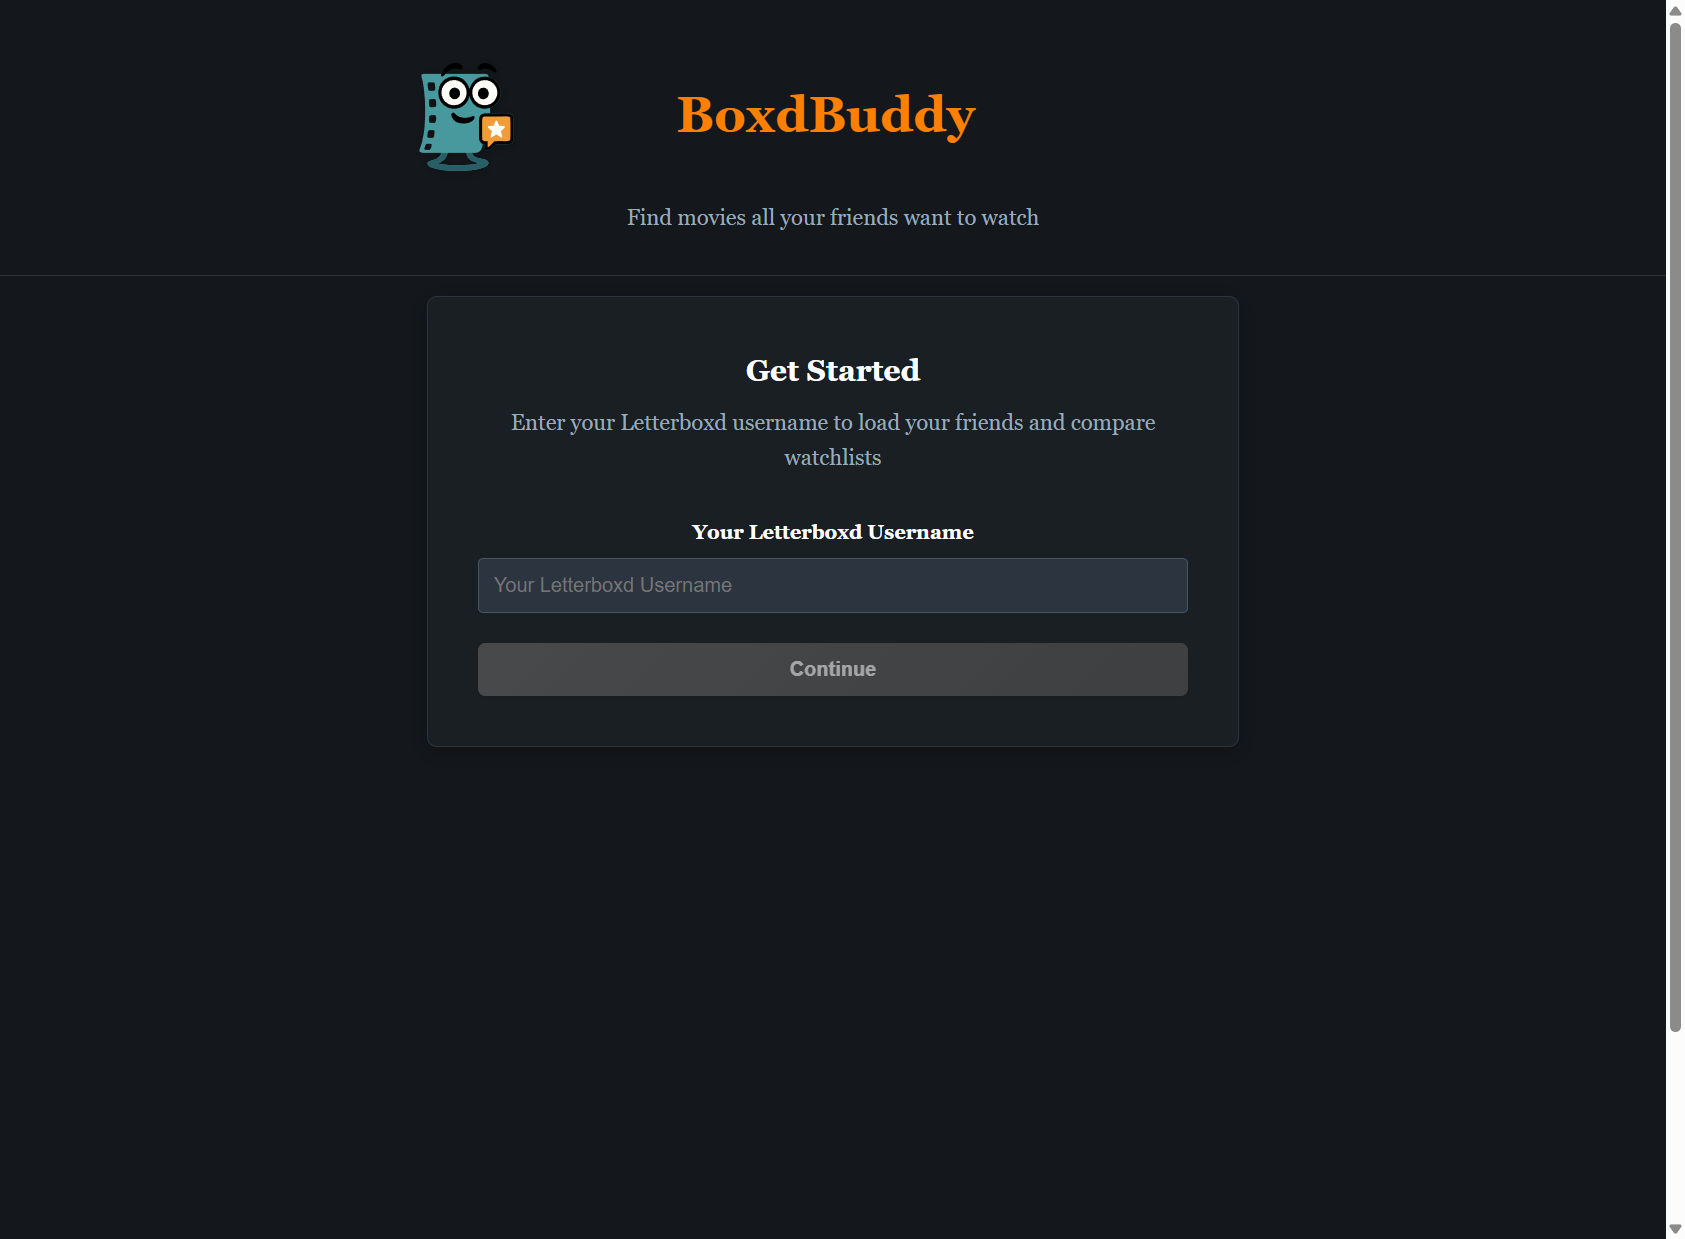 BoxdBuddy
Find movies all your friends want to watch
Get Started
Enter your Letterboxd username to load your friends and compare
watchlists
Your Letterboxd Username
Your Letterboxd Username
Continue